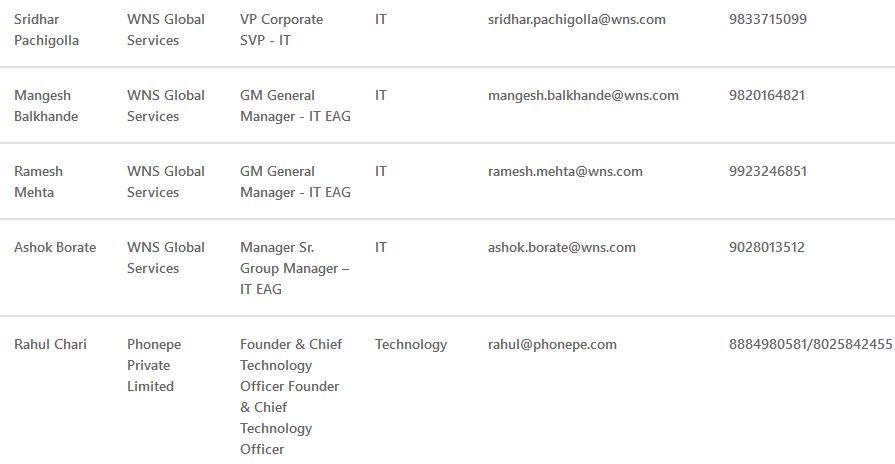 Sridhar Pachigolla WNS Global Services VP Corporate SVP - IT IT sridhar.pachigolla@wns.com 9833715099
Mangesh Balkhande WNS Global Services GM General Manager - IT EAG IT mangesh.balkhande@wns.com 9820164821
Ramesh Mehta WNS Global Services GM General Manager - IT EAG IT ramesh.mehta@wns.com 9923246851
Ashok Borate WNS Global Services Manager Sr. Group Manager – IT EAG IT ashok.borate@wns.com 9028013512
Rahul Chari Phonepe Private Limited Founder & Chief Technology Officer Founder & Chief Technology Officer Technology rahul@phonepe.com 8884980581/8025842455